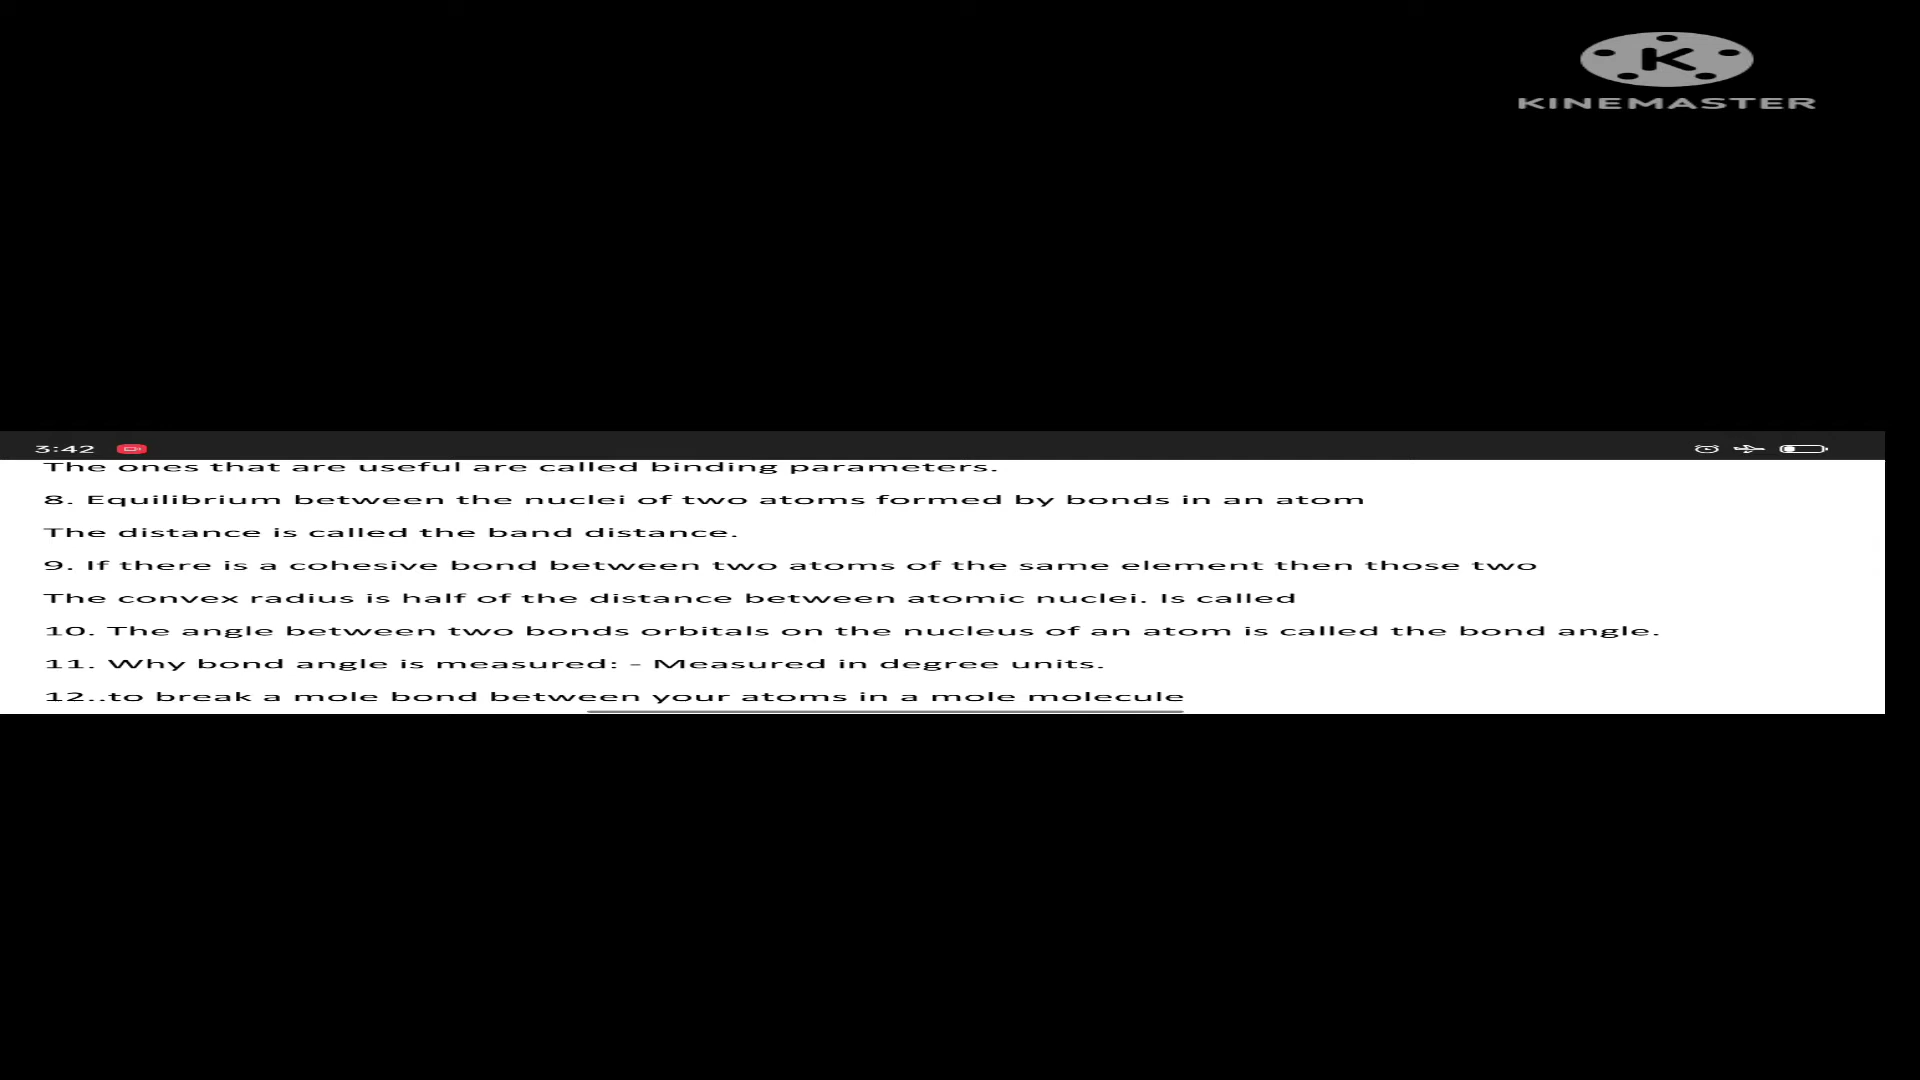 KINEMASTER
3:42
The ones that are useful are called binding parameters.
8. Equilibrium between the nuclei of two atoms formed by bonds in an atom
The distance is called the band distance.
9. If there is a cohesive bond between two atoms of the same element then those two
The convex radius is half of the distance between atomic nuclei. Is called
10. The angle between two bonds orbitals on the nucleus of an atom is called the bond angle.
11. Why bond angle is measured: - Measured in degree units.
12..to break a mole bond between your atoms in a mole molecule